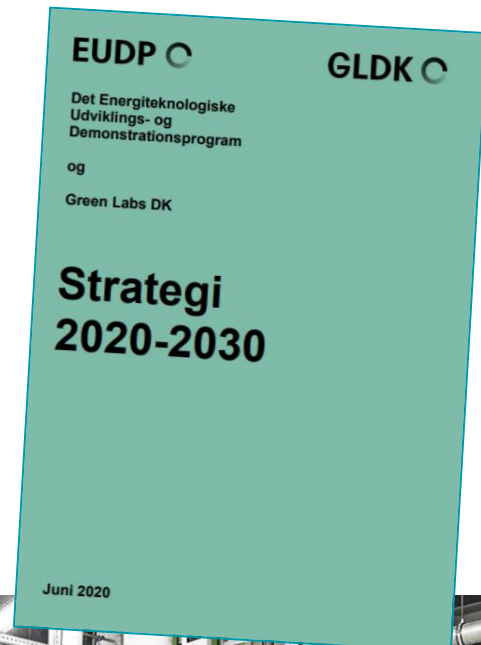 EUDP
GLDK
Det Energiteknologiske
Udviklings- og
Demonstrationsprogram
og
Green Labs DK
Strategi
2020-2030
Juni 2020